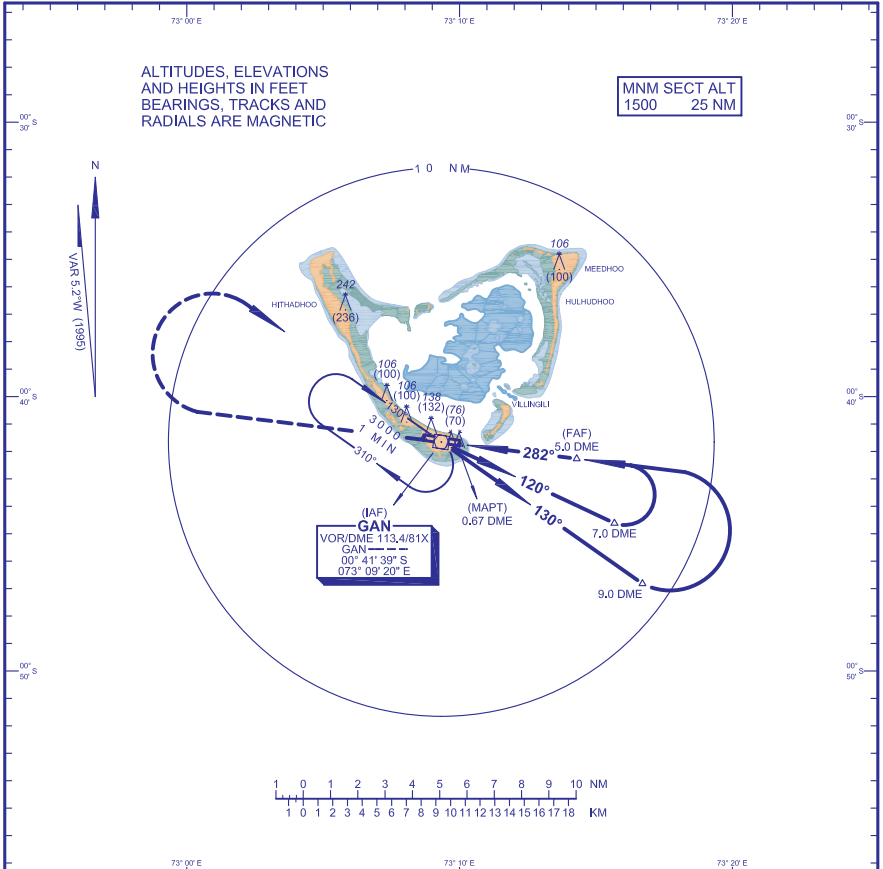 73° 00' E
73° 10' E
73° 20' E
ALTITUDES, ELEVATIONS
AND HEIGHTS IN FEET
BEARINGS, TRACKS AND
RADIALS ARE MAGNETIC
MNM SECT ALT
1500 25 NM
00°
30' S
00°
30' S
N
VAR 5.2°W (1995)
10 NM
106
(100)
MEEDHOO
HULHUDHOO
242
(236)
HITHADHOO
106
(100)
106
(100)
138
(132)
(76
(70)
130°
3000
1 MIN
310°
VILLINGILI
00°
40' S
00°
40' S
(FAF)
5.0 DME
282°
120°
130°
7.0 DME
9.0 DME
(MAPT)
0.67 DME
(IAF)
GAN
VOR/DME 113.4/81X
GAN
00° 41' 39" S
073° 09' 20" E
00°
50' S
00°
50' S
1 0 1 2 3 4 5 6 7 8 9 10 NM
1 0 1 2 3 4 5 6 7 8 9 10 11 12 13 14 15 16 17 18 KM
73° 00' E
73° 10' E
73° 20' E